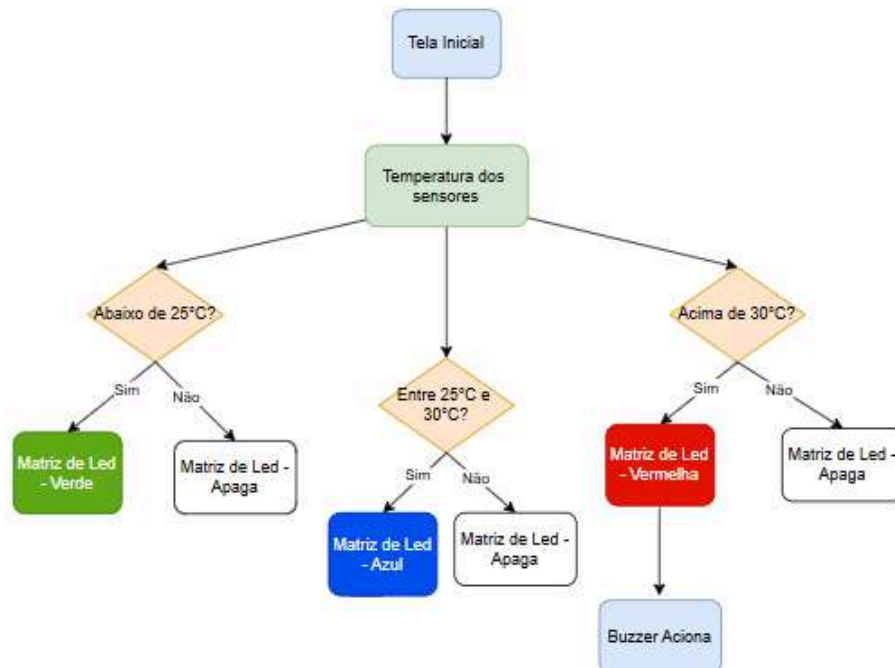 Tela Inicial
Temperatura dos
sensores
Abaixo de 25°C?
Acima de 30°C?
Sim
Não
Entre 25°C e
30°C?
Sim
Não
Matriz de Led
- Verde
Matriz de Led -
Apaga
Sim
Não
Matriz de Led
- Vermelha
Matriz de Led -
Apaga
Matriz de Led
- Azul
Matriz de Led -
Apaga
Buzzer Aciona